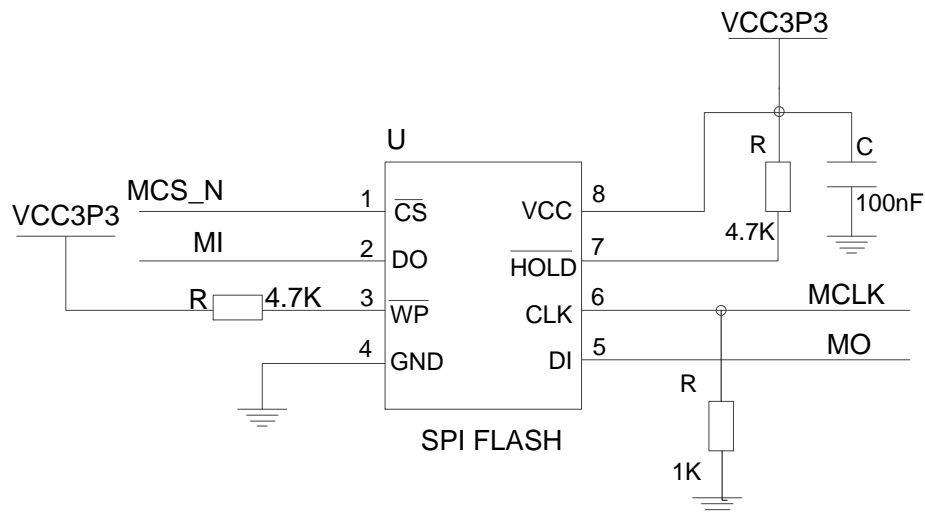 VCC3P3
U
R
C
MCS_N
1
CS
VCC
8
100nF
VCC3P3
MI
2
DO
HOLD
7
4.7K
R
4.7K
3
WP
CLK
6
MCLK
4
GND
DI
5
MO
R
SPI FLASH
1K